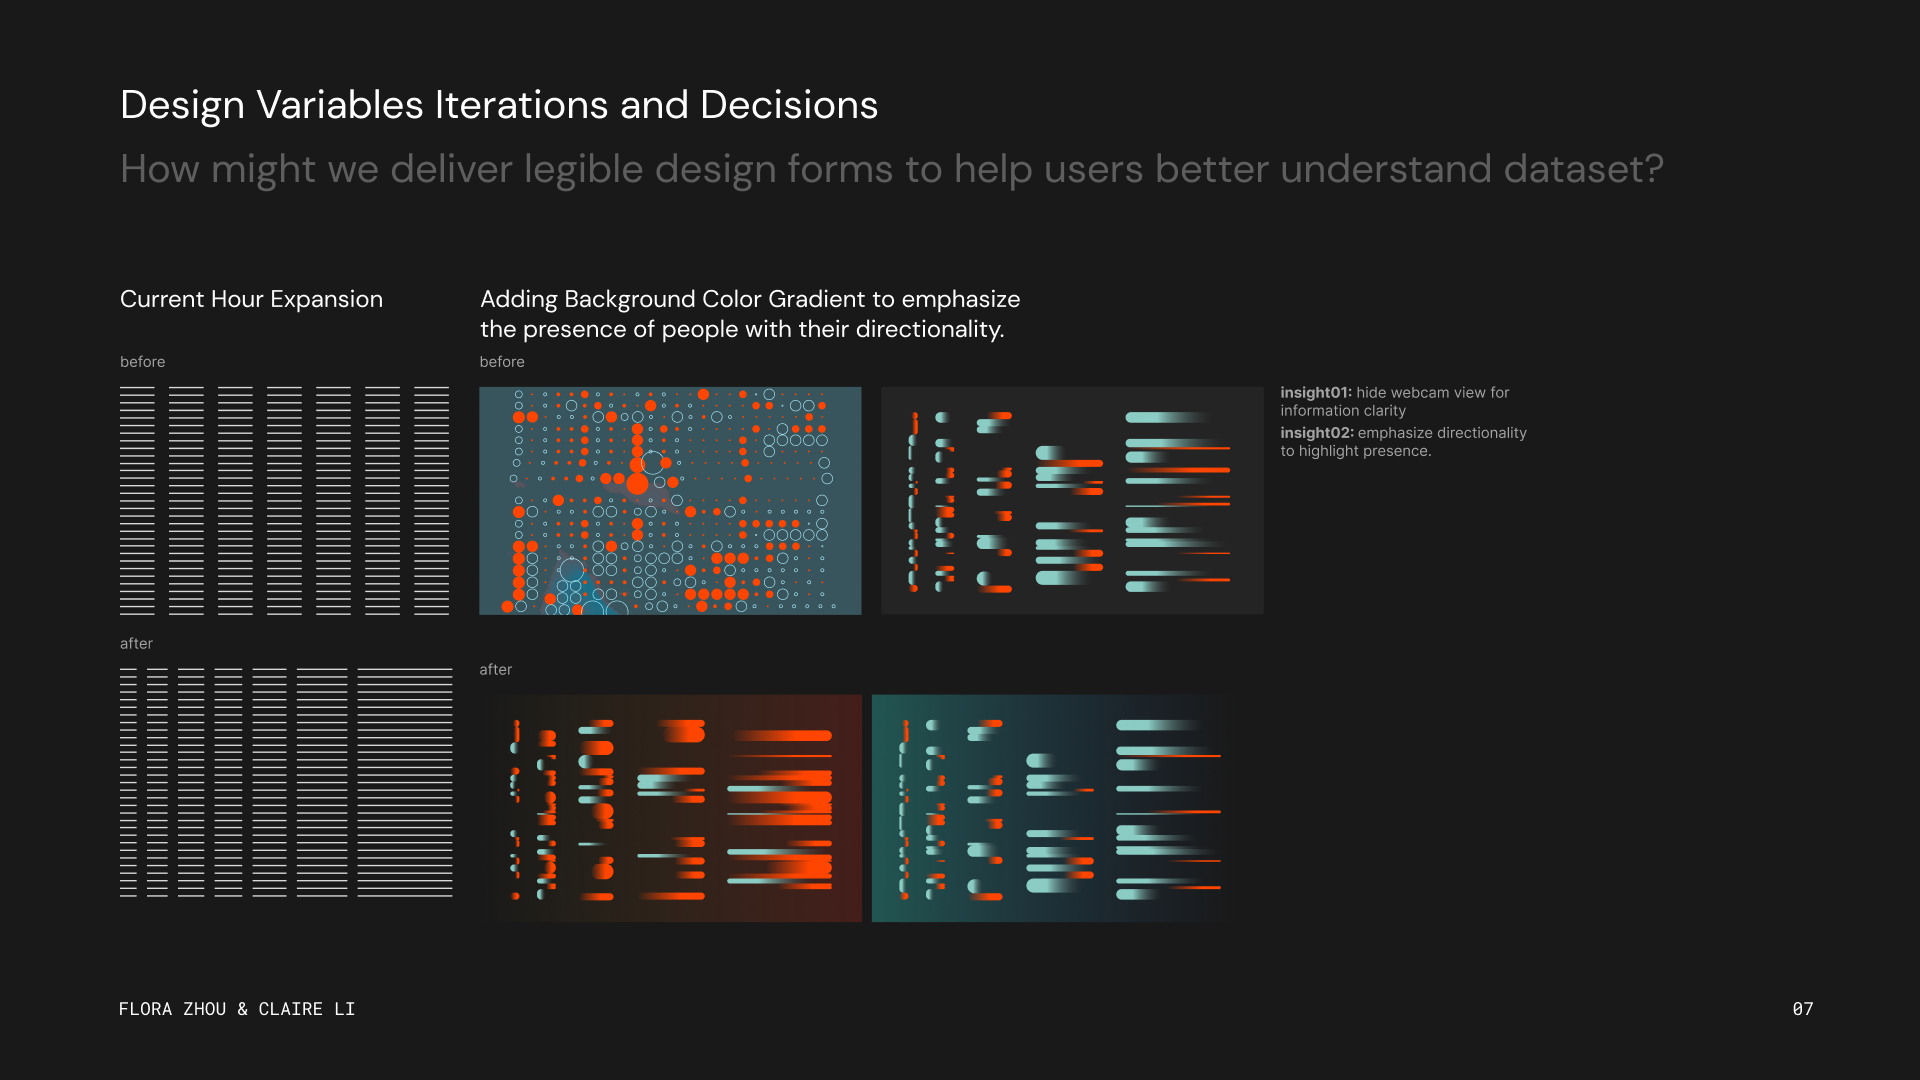 Design Variables Iterations and Decisions
How might we deliver legible design forms to help users better understand dataset?
Current Hour Expansion
before
after
Adding Background Color Gradient to emphasize
the presence of people with their directionality.
before
after
insight01: hide webcam view for
information clarity
insight02: emphasize directionality
to highlight presence.
FLORA ZHOU & CLAIRE LI
07